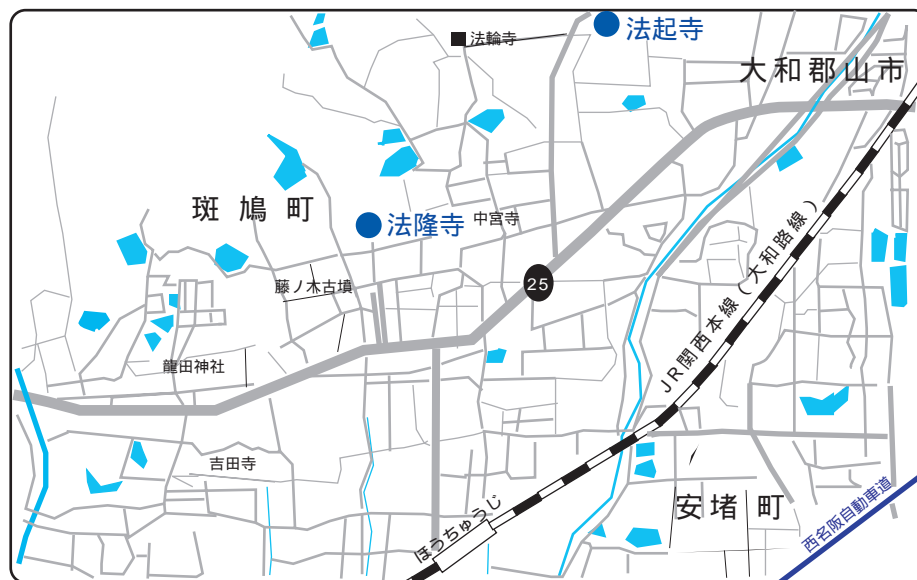 法輪寺
法起寺
大和郡山市
斑鳩町
法隆寺
中宮寺
藤ノ木古墳
25
JR関西本線(大和路線)
龍田神社
吉田寺
安堵町
ほうちゅうじ
西名阪自動車道